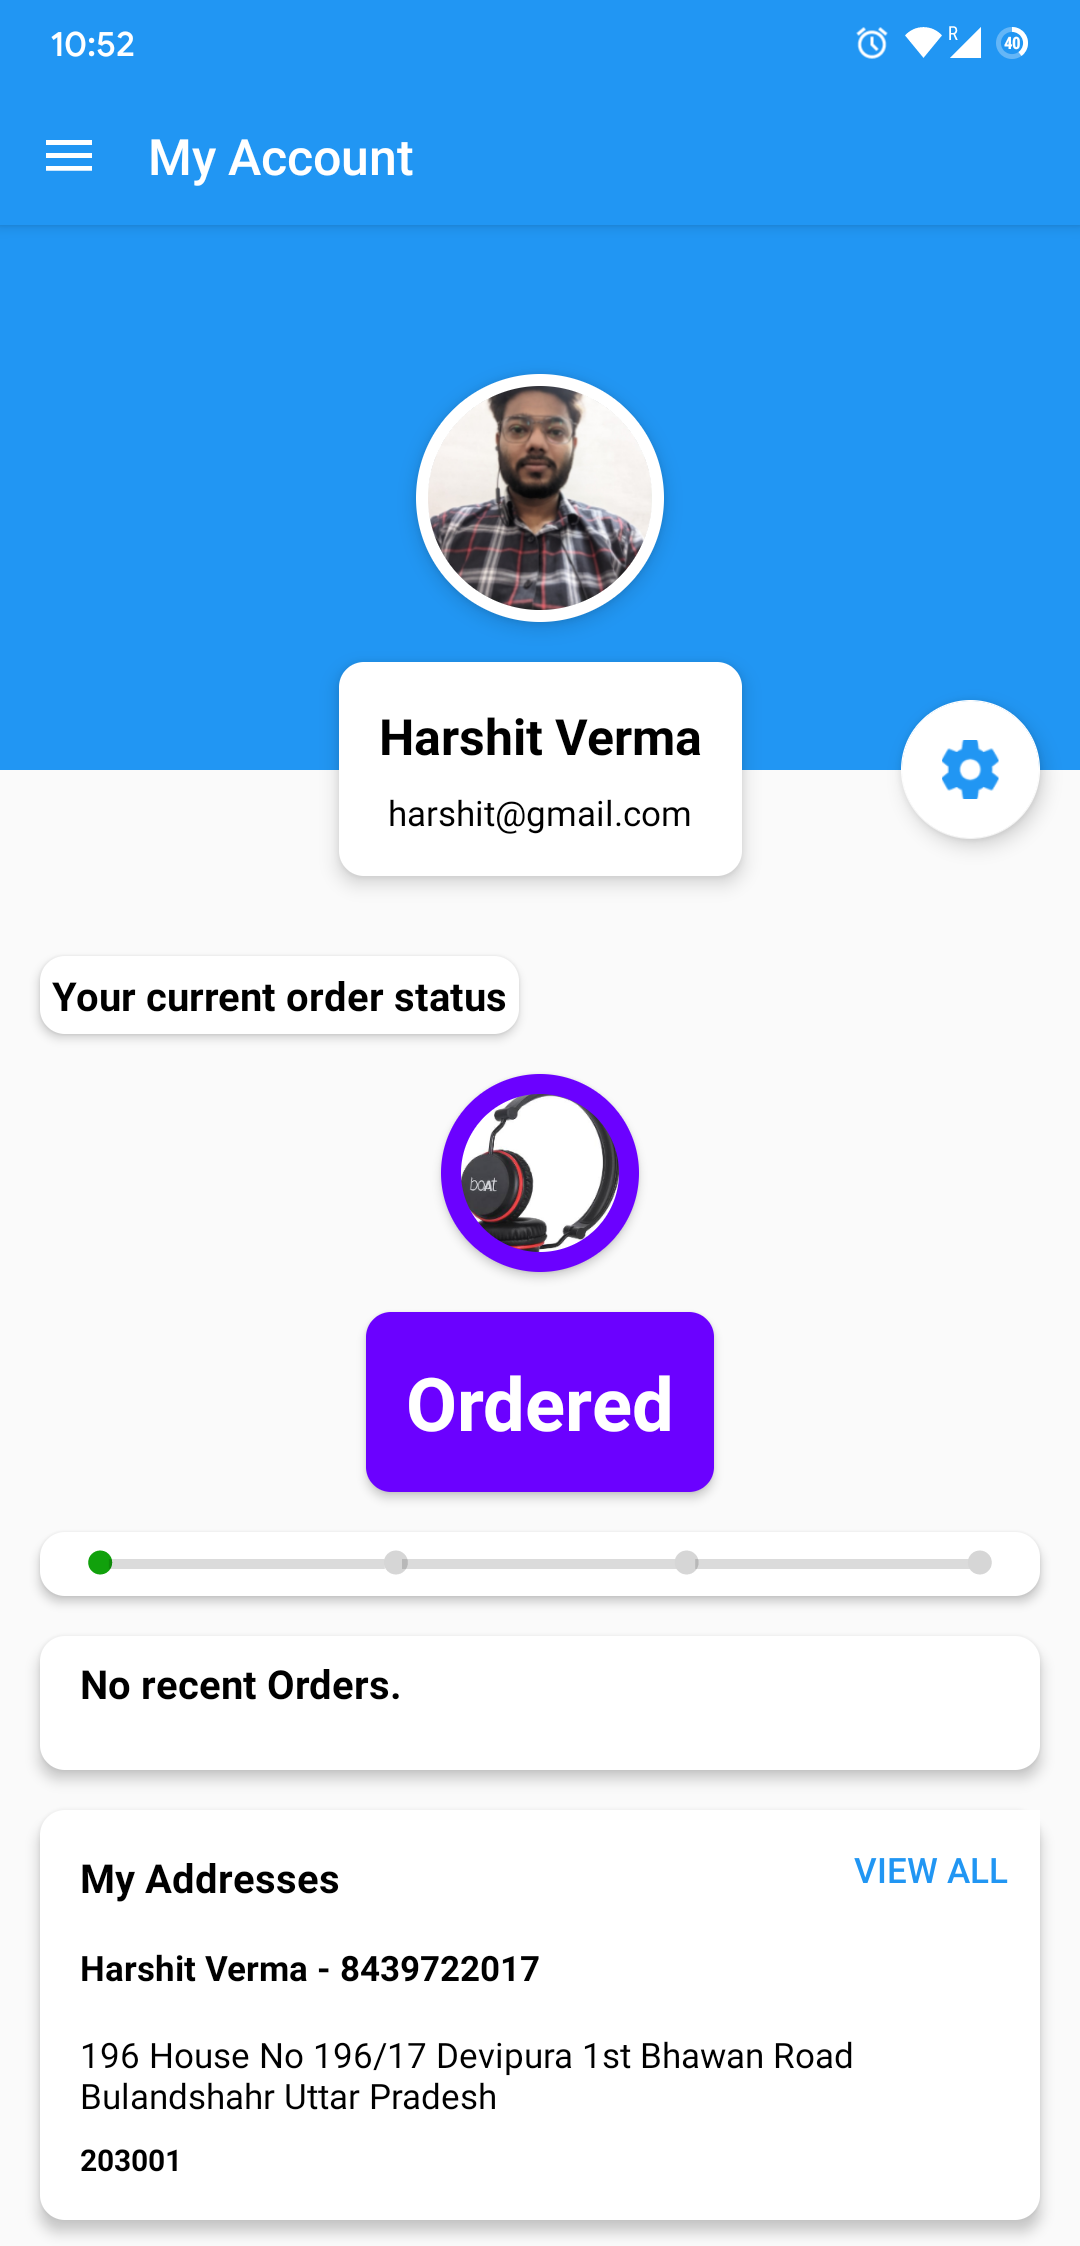 10:52
R
40
My Account
Harshit Verma
harshit@gmail.com
Your current order status
boAt
Ordered
No recent Orders.
My Addresses
VIEW ALL
Harshit Verma - 8439722017
196 House No 196/17 Devipura 1st Bhawan Road
Bulandshahr Uttar Pradesh
203001